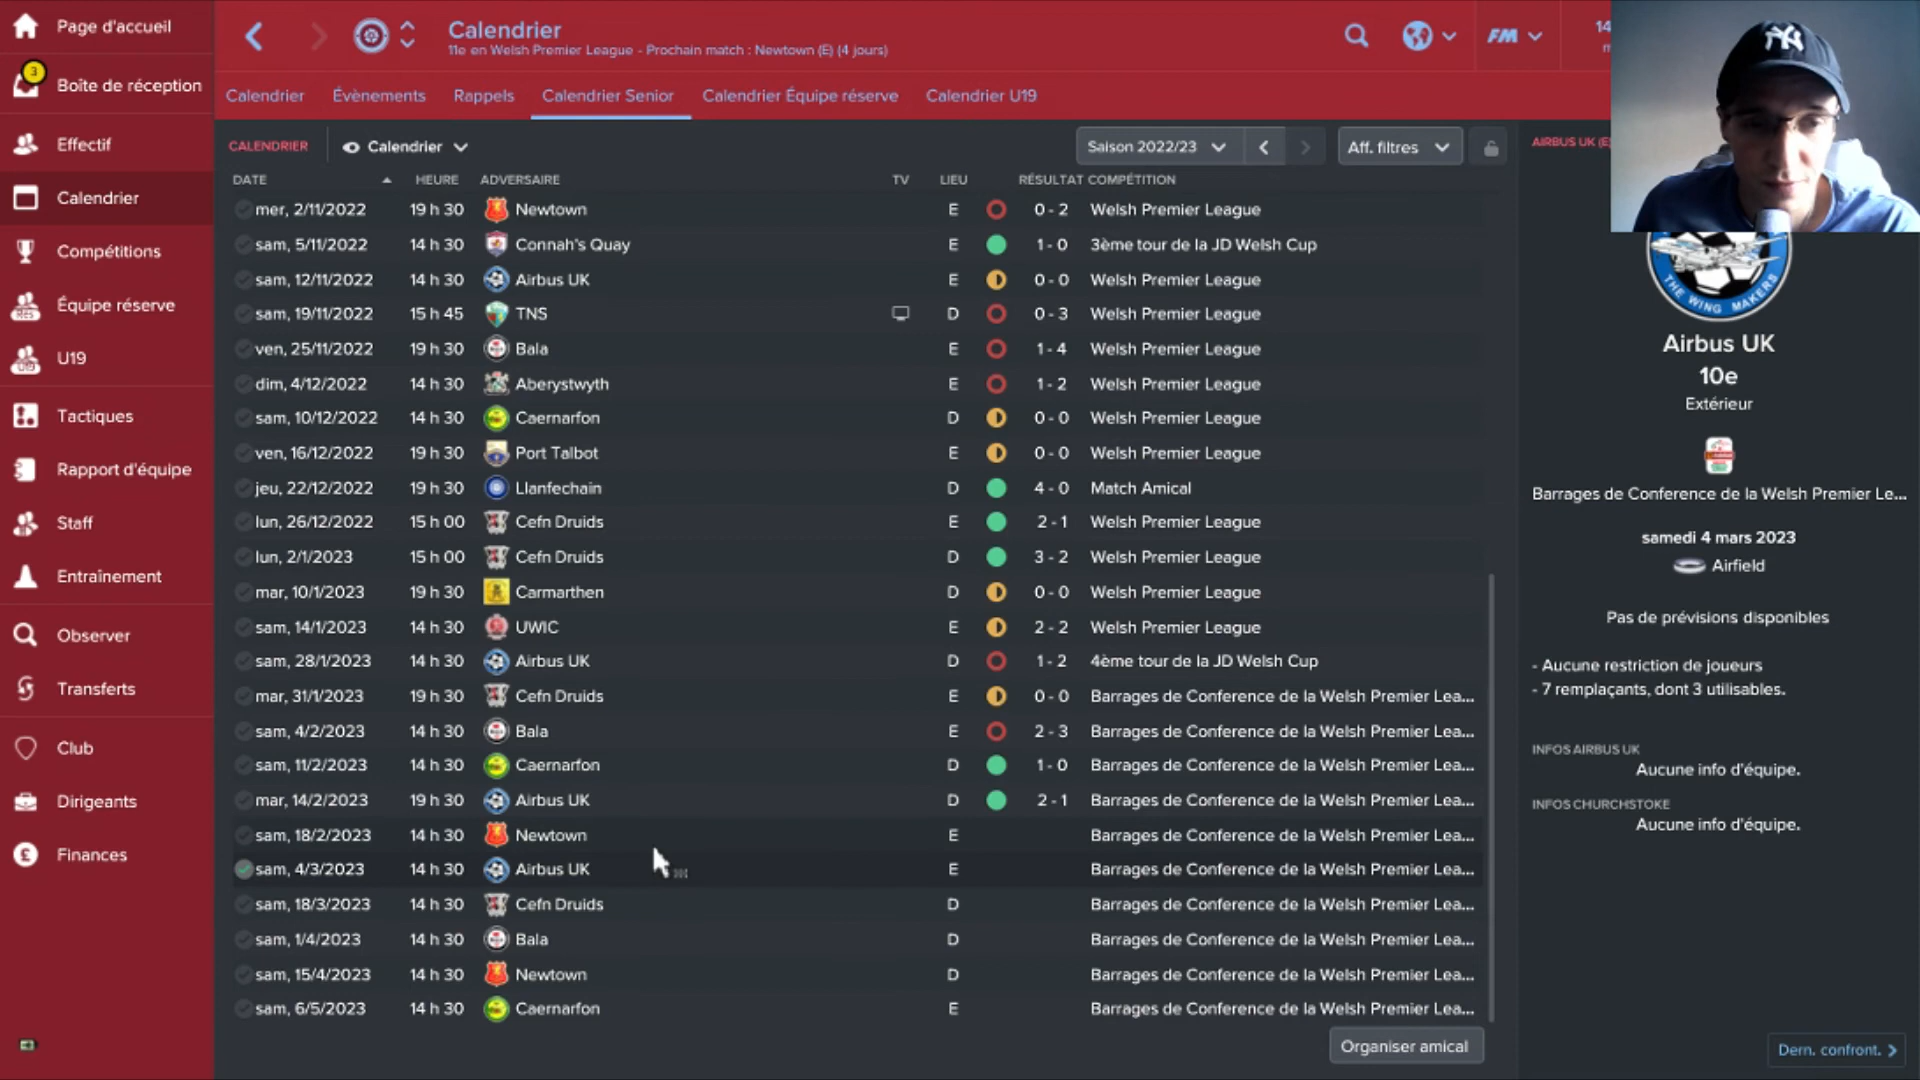 Page d'accueil
3
Boîte de réception
Effectif
Calendrier
Compétitions
Équipe réserve
U19
Tactiques
Rapport d'équipe
Staff
Entraînement
Observer
Transferts
Club
Dirigeants
Finances
Calendrier
11e en Welsh Premier League - Prochain match : Newtown (E) (4 jours)
FM
14
Calendrier Évènements Rappels Calendrier Senior Calendrier Équipe réserve Calendrier U19
CALENDRIER Calendrier Saison 2022/23 Aff. filtres
DATE HEURE ADVERSAIRE TV LIEU RÉSULTAT COMPÉTITION
mer, 2/11/2022 19 h 30 Newtown E 0 - 2 Welsh Premier League
sam, 5/11/2022 14 h 30 Connah's Quay E 1 - 0 3ème tour de la JD Welsh Cup
sam, 12/11/2022 14 h 30 Airbus UK E 0 - 0 Welsh Premier League
sam, 19/11/2022 15 h 45 TNS D 0 - 3 Welsh Premier League
ven, 25/11/2022 19 h 30 Bala E 1 - 4 Welsh Premier League
dim, 4/12/2022 14 h 30 Aberystwyth E 1 - 2 Welsh Premier League
sam, 10/12/2022 14 h 30 Caernarfon D 0 - 0 Welsh Premier League
ven, 16/12/2022 19 h 30 Port Talbot E 0 - 0 Welsh Premier League
jeu, 22/12/2022 19 h 30 Llanfechain D 4 - 0 Match Amical
lun, 26/12/2022 15 h 00 Cefn Druids E 2 - 1 Welsh Premier League
lun, 2/1/2023 15 h 00 Cefn Druids D 3 - 2 Welsh Premier League
mar, 10/1/2023 19 h 30 Carmarthen D 0 - 0 Welsh Premier League
sam, 14/1/2023 14 h 30 UWIC E 2 - 2 Welsh Premier League
sam, 28/1/2023 14 h 30 Airbus UK D 1 - 2 4ème tour de la JD Welsh Cup
mar, 31/1/2023 19 h 30 Cefn Druids E 0 - 0 Barrages de Conference de la Welsh Premier Lea...
sam, 4/2/2023 14 h 30 Bala E 2 - 3 Barrages de Conference de la Welsh Premier Lea...
sam, 11/2/2023 14 h 30 Caernarfon D 1 - 0 Barrages de Conference de la Welsh Premier Lea...
mar, 14/2/2023 19 h 30 Airbus UK D 2 - 1 Barrages de Conference de la Welsh Premier Lea...
sam, 18/2/2023 14 h 30 Newtown E Barrages de Conference de la Welsh Premier Lea...
sam, 4/3/2023 14 h 30 Airbus UK E Barrages de Conference de la Welsh Premier Lea...
sam, 18/3/2023 14 h 30 Cefn Druids D Barrages de Conference de la Welsh Premier Lea...
sam, 1/4/2023 14 h 30 Bala D Barrages de Conference de la Welsh Premier Lea...
sam, 15/4/2023 14 h 30 Newtown D Barrages de Conference de la Welsh Premier Lea...
sam, 6/5/2023 14 h 30 Caernarfon E Barrages de Conference de la Welsh Premier Lea...
Organiser amical
AIRBUS UK (E)
NY
THE WING MAKERS
Airbus UK
10e
Extérieur
Barrages de Conference de la Welsh Premier Le...
samedi 4 mars 2023
Airfield
Pas de prévisions disponibles
- Aucune restriction de joueurs
- 7 remplaçants, dont 3 utilisables.
INFOS AIRBUS UK
Aucune info d'équipe.
INFOS CHURCHSTOKE
Aucune info d'équipe.
Dern. confront.